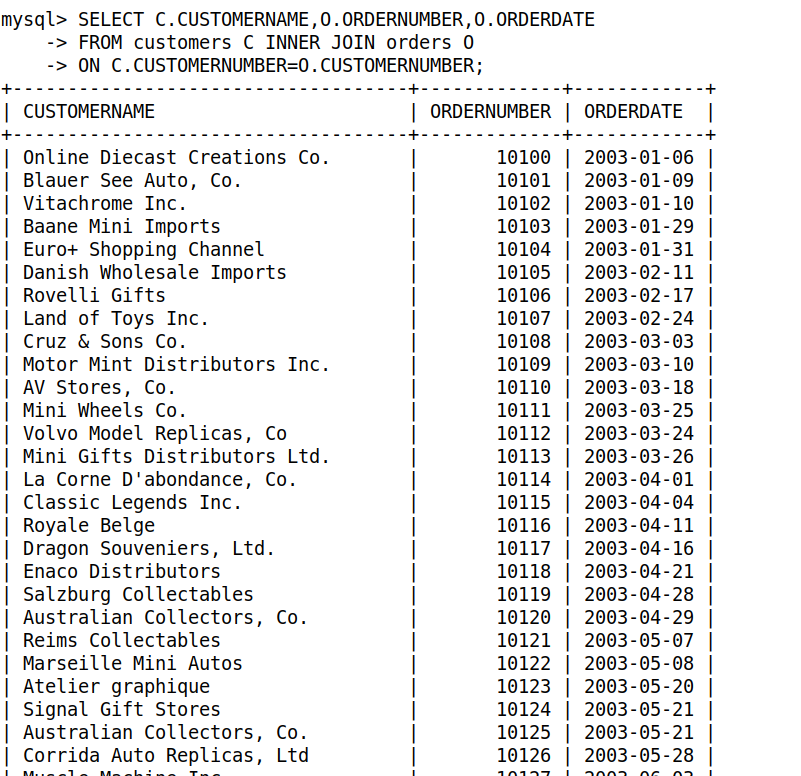 mysql> SELECT C.CUSTOMERNAME,O.ORDERNUMBER,O.ORDERDATE
    -> FROM customers C INNER JOIN orders O
    -> ON C.CUSTOMERNUMBER=O.CUSTOMERNUMBER;
+------------------------------------+-------------+------------+
| CUSTOMERNAME                       | ORDERNUMBER | ORDERDATE  |
+------------------------------------+-------------+------------+
| Online Diecast Creations Co.       |       10100 | 2003-01-06 |
| Blauer See Auto, Co.               |       10101 | 2003-01-09 |
| Vitachrome Inc.                    |       10102 | 2003-01-10 |
| Baane Mini Imports                 |       10103 | 2003-01-29 |
| Euro+ Shopping Channel             |       10104 | 2003-01-31 |
| Danish Wholesale Imports           |       10105 | 2003-02-11 |
| Rovelli Gifts                      |       10106 | 2003-02-17 |
| Land of Toys Inc.                  |       10107 | 2003-02-24 |
| Cruz & Sons Co.                    |       10108 | 2003-03-03 |
| Motor Mint Distributors Inc.       |       10109 | 2003-03-10 |
| AV Stores, Co.                     |       10110 | 2003-03-18 |
| Mini Wheels Co.                    |       10111 | 2003-03-25 |
| Volvo Model Replicas, Co           |       10112 | 2003-03-24 |
| Mini Gifts Distributors Ltd.       |       10113 | 2003-03-26 |
| La Corne D'abondance, Co.          |       10114 | 2003-04-01 |
| Classic Legends Inc.               |       10115 | 2003-04-04 |
| Royale Belge                       |       10116 | 2003-04-11 |
| Dragon Souveniers, Ltd.            |       10117 | 2003-04-16 |
| Enaco Distributors                 |       10118 | 2003-04-21 |
| Salzburg Collectables              |       10119 | 2003-04-28 |
| Australian Collectors, Co.         |       10120 | 2003-04-29 |
| Reims Collectables                 |       10121 | 2003-05-07 |
| Marseille Mini Autos               |       10122 | 2003-05-08 |
| Atelier graphique                  |       10123 | 2003-05-20 |
| Signal Gift Stores                 |       10124 | 2003-05-21 |
| Australian Collectors, Co.         |       10125 | 2003-05-21 |
| Corrida Auto Replicas, Ltd         |       10126 | 2003-05-28 |